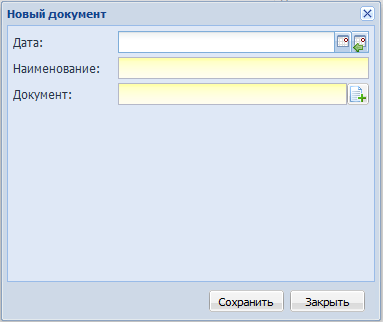 Новый документ
Дата:
Наименование:
Документ:
Сохранить
Закрыть